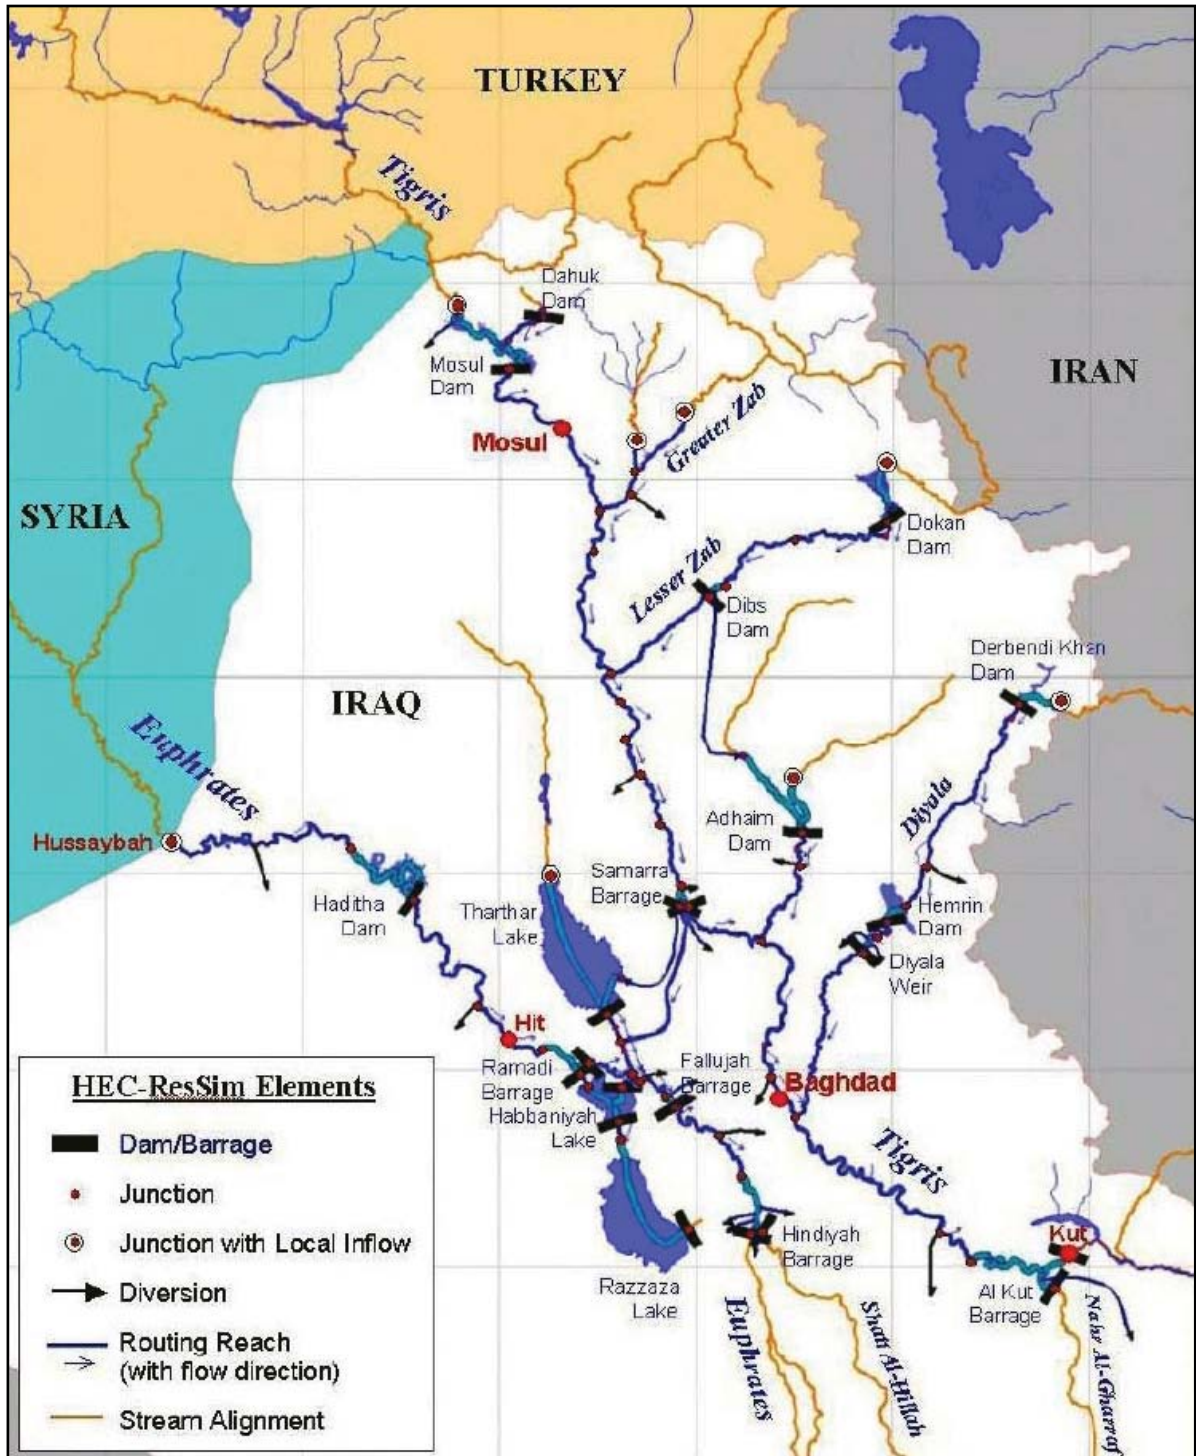 TURKEY
Tigris
Dahuk
Dam
IRAN
Mosul
Dam
Mosul
Greater Zab
SYRIA
Dokan
Dam
Lesser Zab
Dibs
Dam
Derbendi Khan
Dam
IRAQ
Euphrates
Diyala
Adhaim
Dam
Hussaybah
Samarra
Barrage
Haditha
Dam
Tharthar
Lake
Hemrin
Dam
Diyala
Weir
Hit
Ramadi
Barrage
Fallujah
Barrage
Baghdad
Habbaniyah
Lake
Tigris
Hindiyah
Barrage
Kut
Razzaza
Lake
Al Kut
Barrage
Euphrates
Shatt Al-Hillah
Nahr Al-Gharraf
HEC-ResSim Elements
Dam/Barrage
Junction
Junction with Local Inflow
Diversion
Routing Reach
(with flow direction)
Stream Alignment